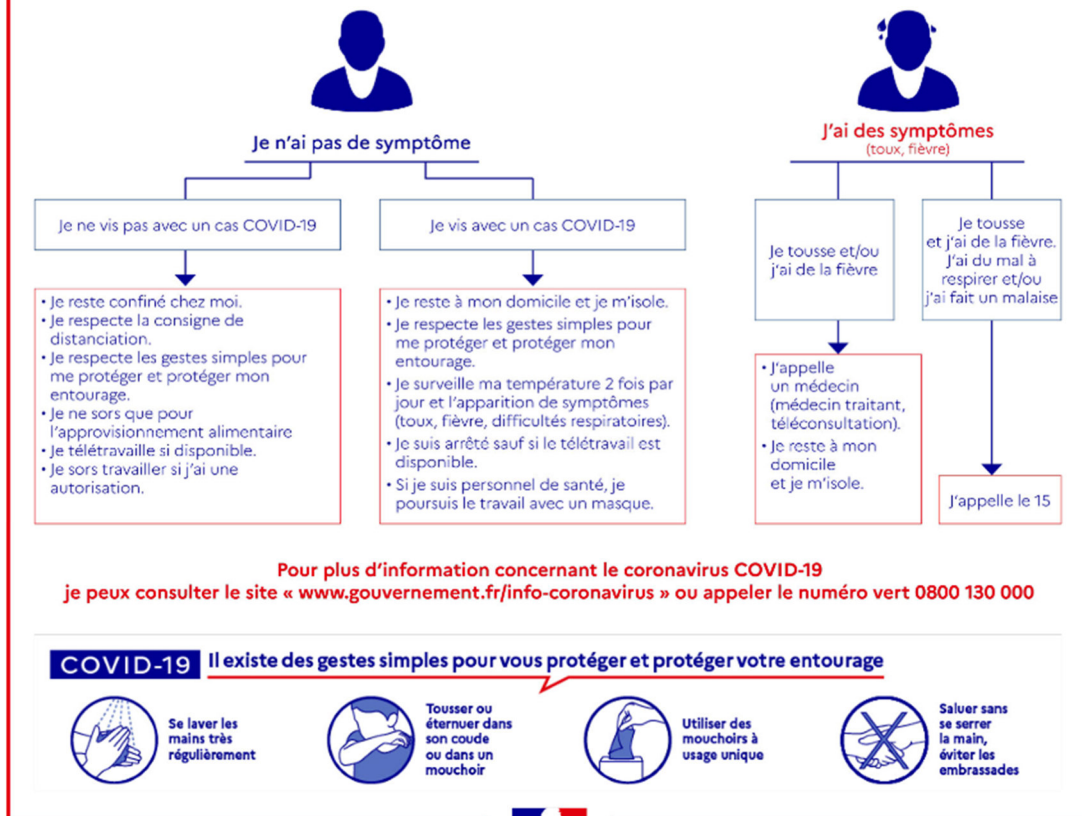 Je n'ai pas de symptôme
J'ai des symptômes
(toux, fièvre)
Je ne vis pas avec un cas COVID-19
• Je reste confiné chez moi.
• Je respecte la consigne de
distanciation.
• Je respecte les gestes simples pour
me protéger et protéger mon
entourage.
• Je ne sors que pour
l'approvisionnement alimentaire
• Je télétravaille si disponible.
• Je sors travailler si j'ai une
autorisation.
Je vis avec un cas COVID-19
• Je reste à mon domicile et je m'isole.
• Je respecte les gestes simples pour
me protéger et protéger mon
entourage.
• Je surveille ma température 2 fois par
jour et l'apparition de symptômes
(toux, fièvre, difficultés respiratoires).
• Je suis arrêté sauf si le télétravail est
disponible.
• Si je suis personnel de santé, je
poursuis le travail avec un masque.
Je tousse et/ou
j'ai de la fièvre
• J'appelle
un médecin
(médecin traitant,
téléconsultation).
• Je reste à mon
domicile
et je m'isole.
Je tousse
et j'ai de la fièvre.
J'ai du mal à
respirer et/ou
j'ai fait un malaise
J'appelle le 15
Pour plus d'information concernant le coronavirus COVID-19
je peux consulter le site « www.gouvernement.fr/info-coronavirus » ou appeler le numéro vert 0800 130 000
COVID-19 Il existe des gestes simples pour vous protéger et protéger votre entourage
Se laver les
mains très
régulièrement
Tousser ou
éternuer dans
son coude
ou dans un
mouchoir
Utiliser des
mouchoirs à
usage unique
Saluer sans
se serrer
la main,
éviter les
embrassades